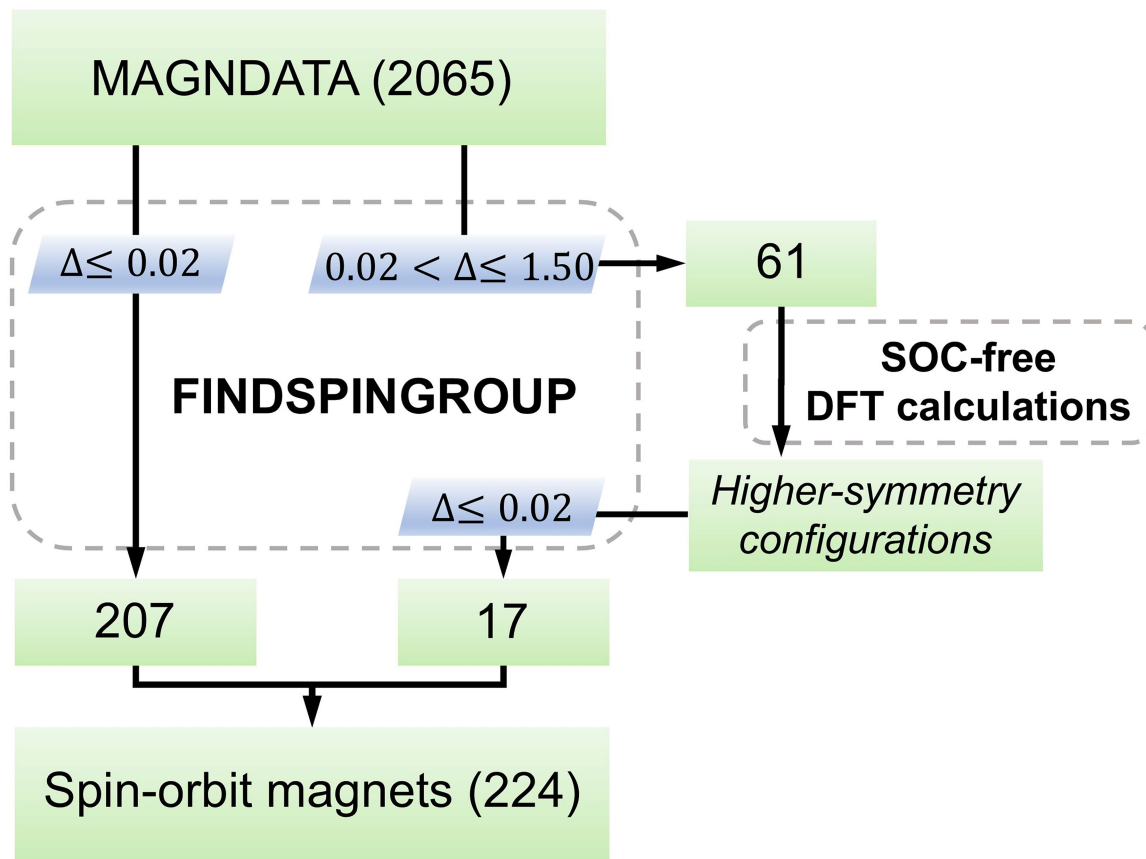 MAGNDATA (2065)
Δ≤ 0.02
0.02 < Δ≤ 1.50
61
FINDSPINGROUP
SOC-free
DFT calculations
Δ≤ 0.02
Higher-symmetry
configurations
207
17
Spin-orbit magnets (224)